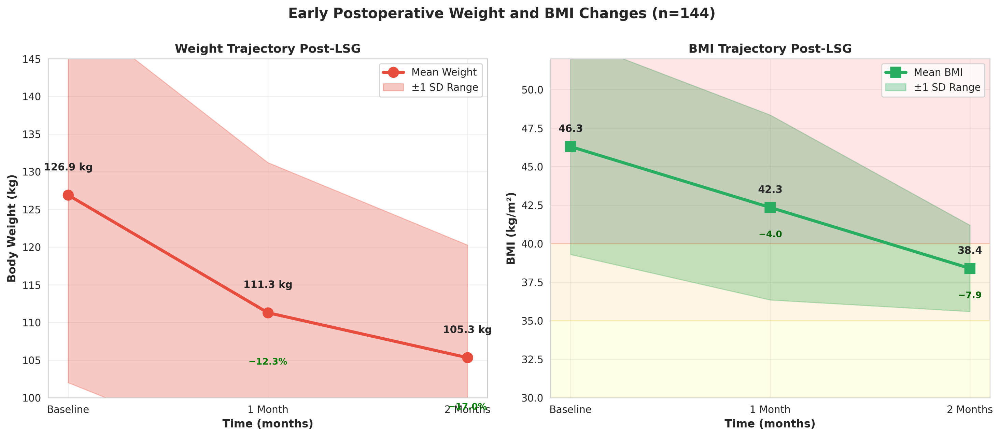 Early Postoperative Weight and BMI Changes (n=144)
Weight Trajectory Post-LSG
Body Weight (kg)
145
140
135
130
125
120
115
110
105
100
Mean Weight
±1 SD Range
126.9 kg
111.3 kg
105.3 kg
−12.3%
−17.0%
Baseline
1 Month
2 Months
Time (months)
BMI Trajectory Post-LSG
BMI (kg/m²)
50.0
47.5
45.0
42.5
40.0
37.5
35.0
32.5
30.0
Mean BMI
±1 SD Range
46.3
42.3
−4.0
38.4
−7.9
Baseline
1 Month
2 Months
Time (months)